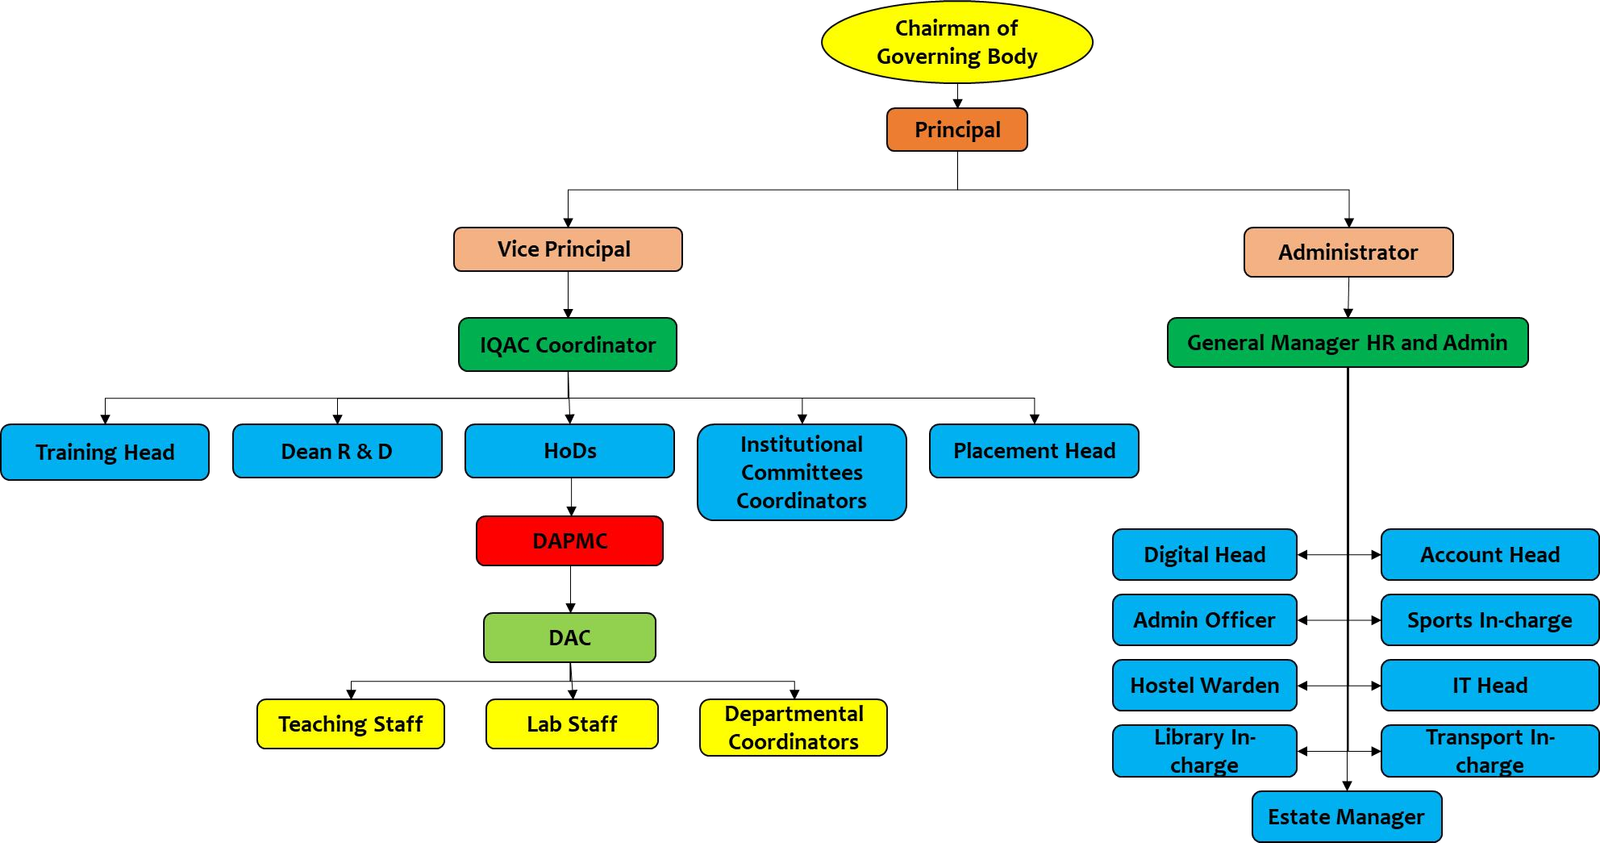 Chairman of
Governing Body
Principal
Vice Principal
Administrator
IQAC Coordinator
General Manager HR and Admin
Training Head
Dean R & D
HoDs
Institutional
Committees
Coordinators
Placement Head
DAPMC
DAC
Teaching Staff
Lab Staff
Departmental
Coordinators
Digital Head
Account Head
Admin Officer
Sports In-charge
Hostel Warden
IT Head
Library In-
charge
Transport In-
charge
Estate Manager